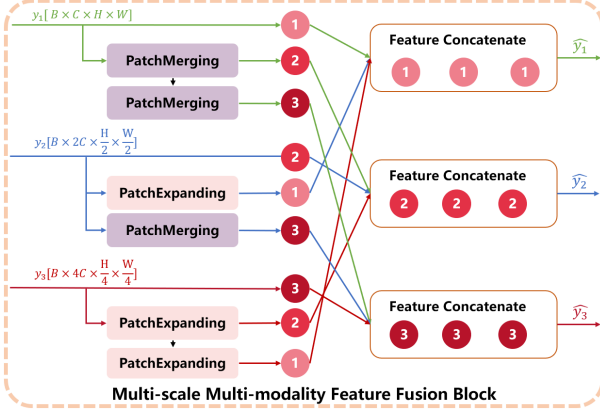 y₁[B × C × H × W]
1
Feature Concatenate
1 1 1
ŷ₁
PatchMerging
2
PatchMerging
3
y₂[B × 2C × H/2 × W/2]
2
Feature Concatenate
2 2 2
ŷ₂
PatchExpanding
1
PatchMerging
3
y₃[B × 4C × H/4 × W/4]
3
Feature Concatenate
3 3 3
ŷ₃
PatchExpanding
2
PatchExpanding
1
Multi-scale Multi-modality Feature Fusion Block